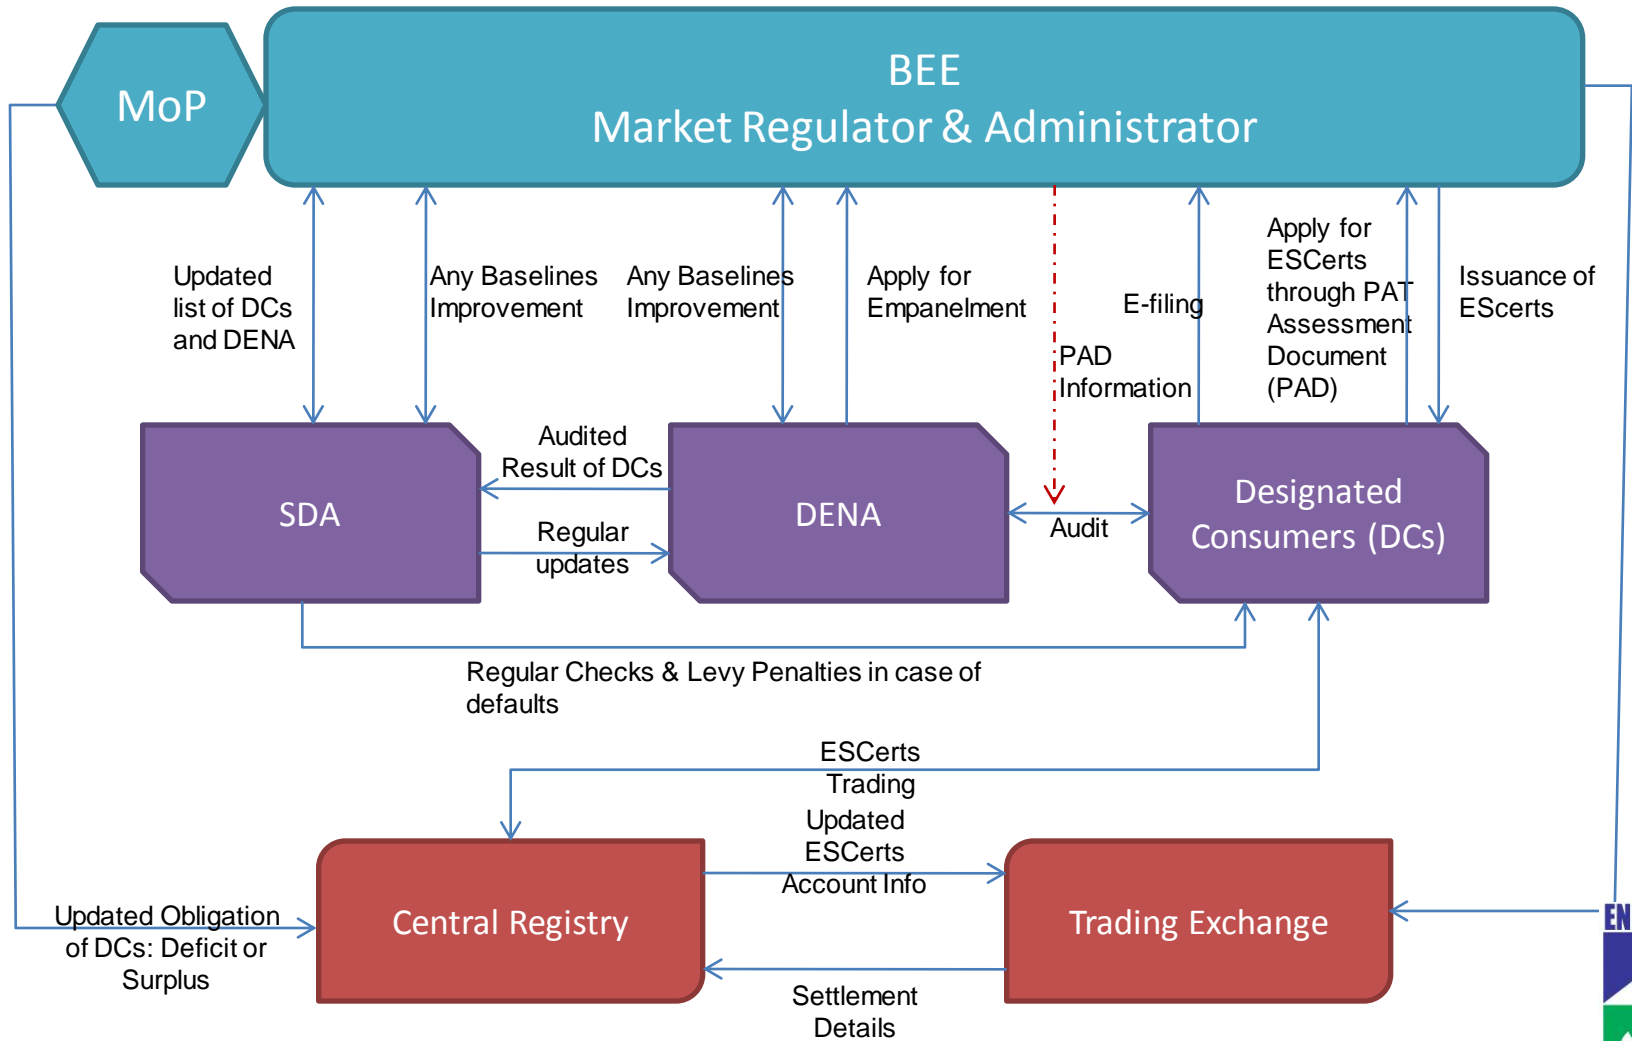 MoP
BEE
Market Regulator & Administrator
Updated
list of DCs
and DENA
Any Baselines
Improvement
Any Baselines
Improvement
Apply for
Empanelment
PAD
Information
E-filing
Apply for
ESCerts
through PAT
Assessment
Document
(PAD)
Issuance of
EScerts
SDA
Audited
Result of DCs
Regular
updates
DENA
Audit
Designated
Consumers (DCs)
Regular Checks & Levy Penalties in case of
defaults
ESCerts
Trading
Updated
ESCerts
Account Info
Updated Obligation
of DCs: Deficit or
Surplus
Central Registry
Trading Exchange
Settlement
Details
EN